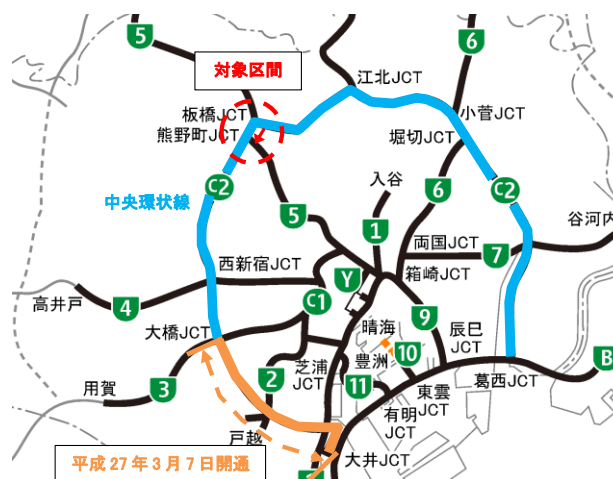 5
6
対象区間
江北JCT
板橋JCT
熊野町JCT
小菅JCT
堀切JCT
C2
入谷
C2
中央環状線
6
5
1
両国JCT
7
谷河内
西新宿JCT
Y
箱崎JCT
高井戸
4
C1
9
晴海
辰巳
JCT
大橋JCT
豊洲
10
芝浦
JCT
用賀
3
2
11
東雲
JCT
葛西JCT
B
有明
JCT
戸越
大井JCT
平成27年3月7日開通